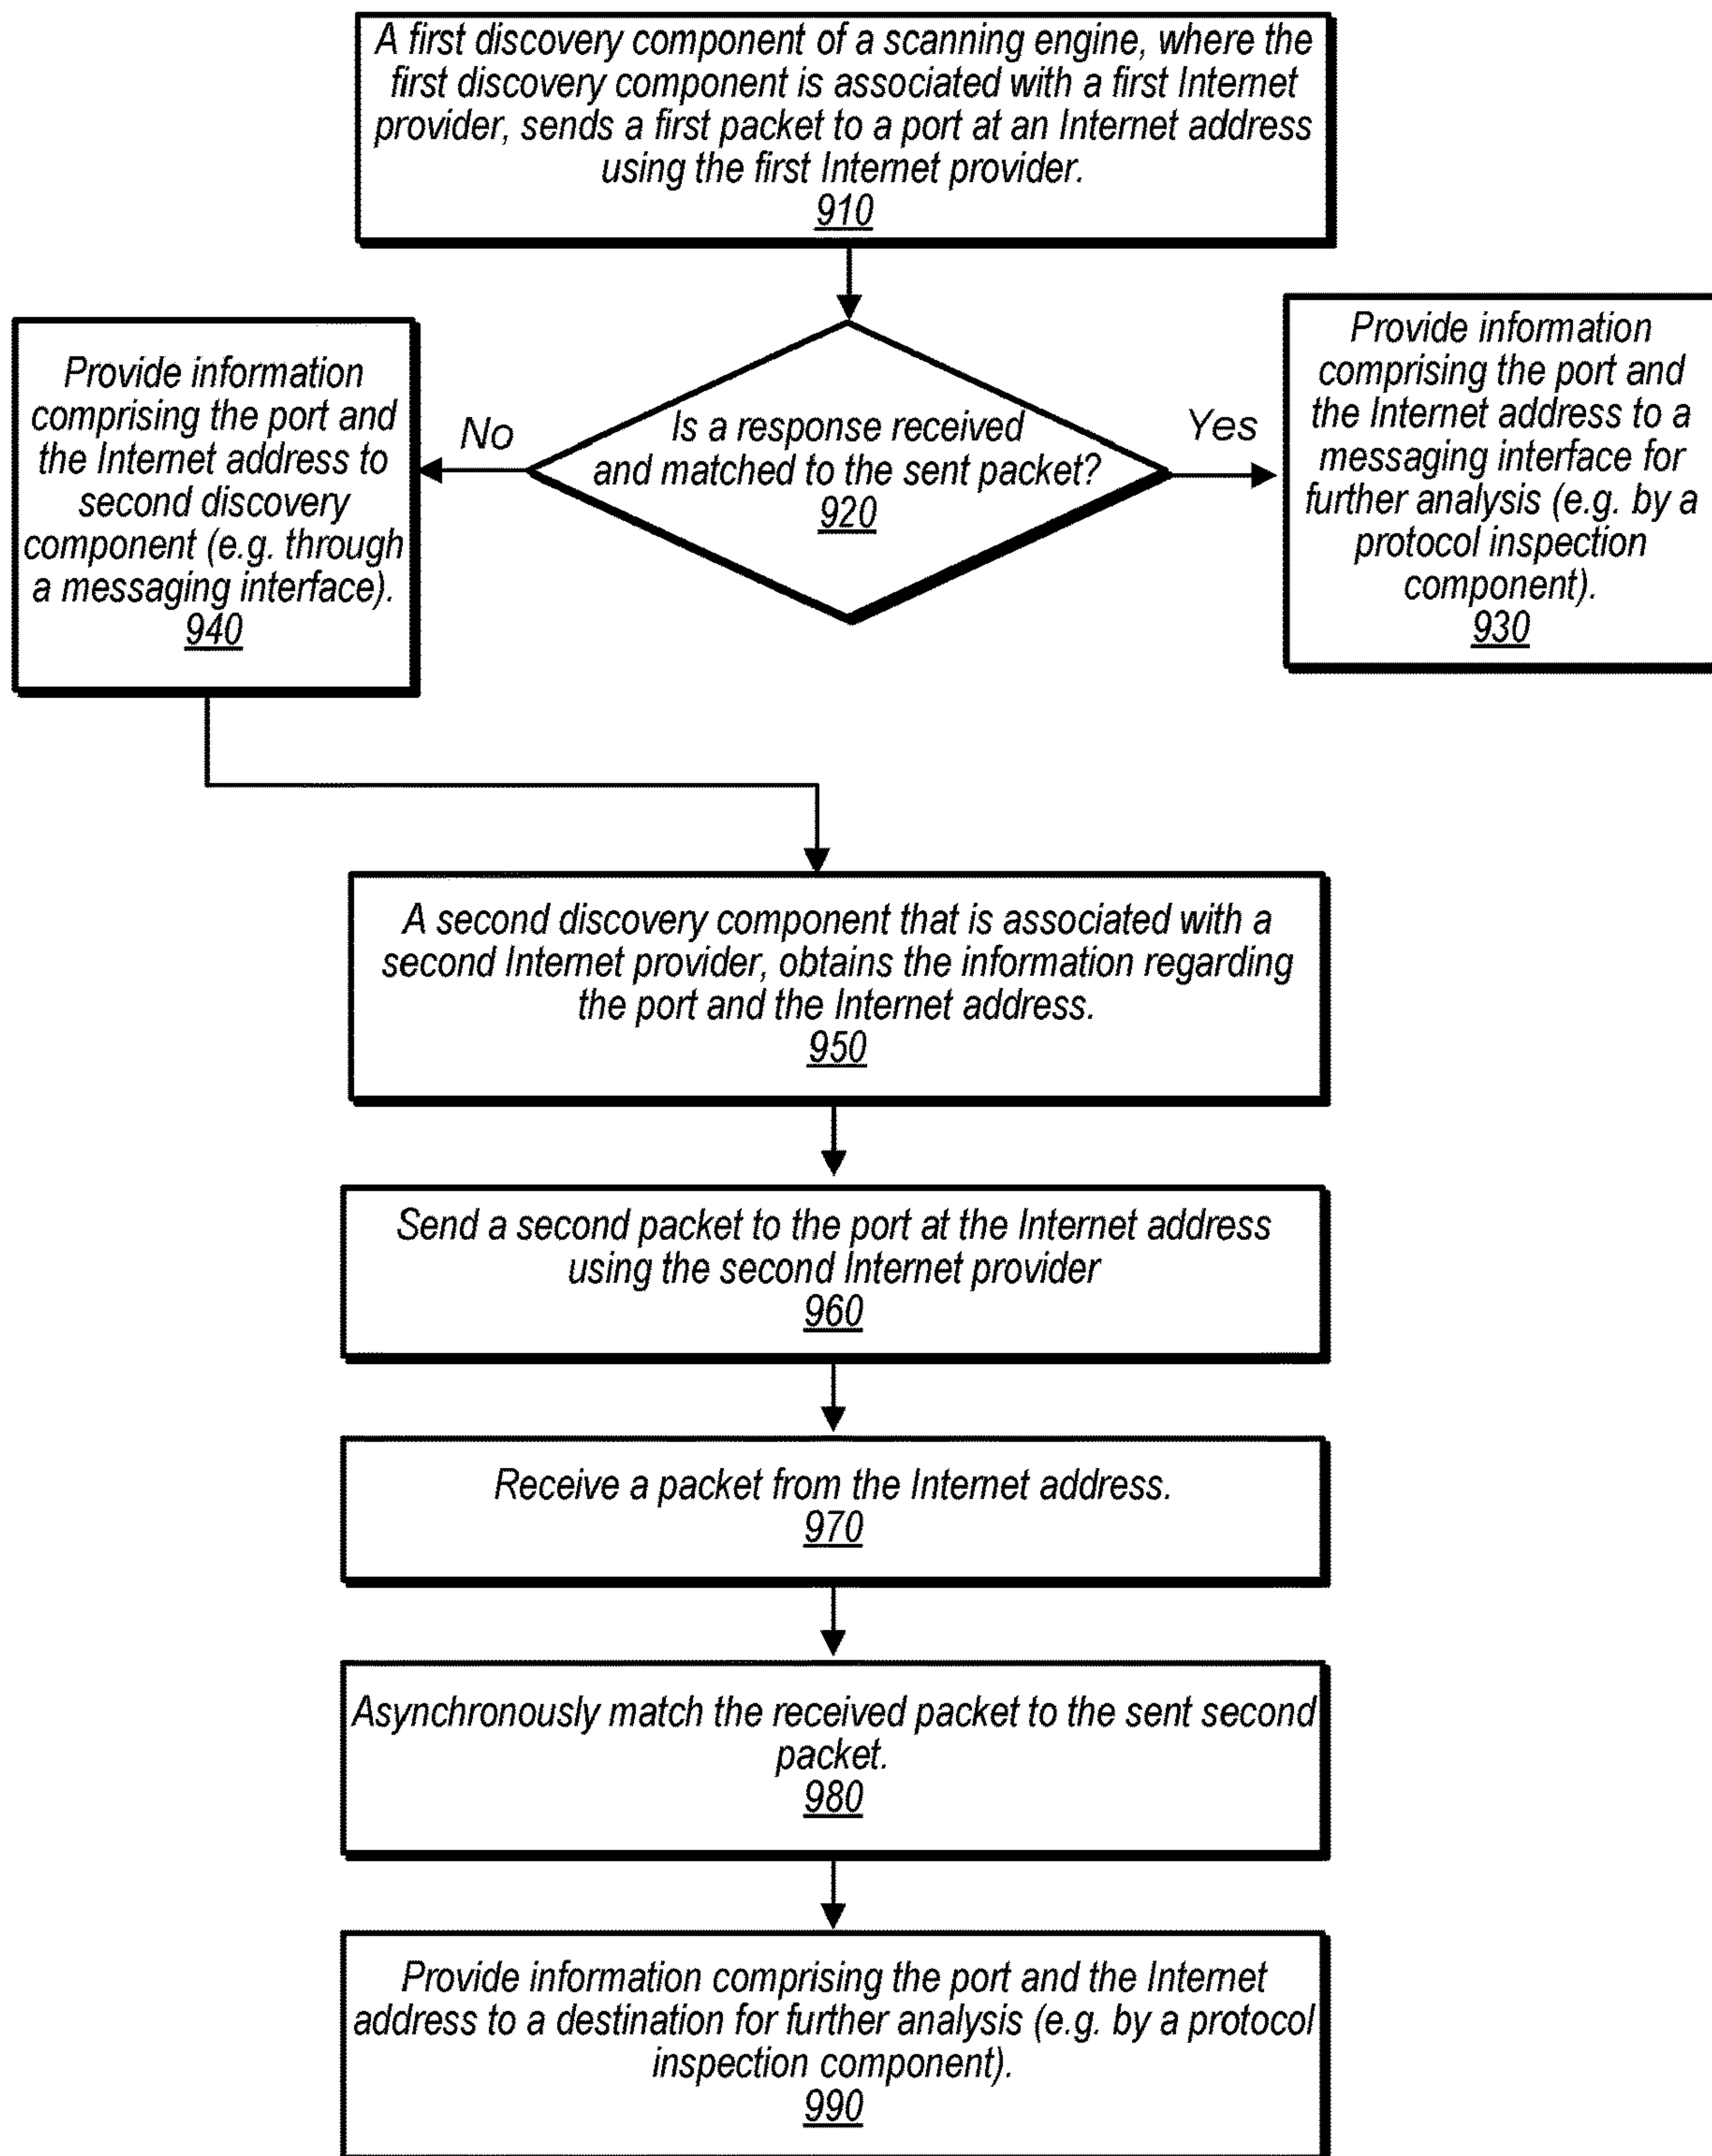 A first discovery component of a scanning engine, where the
first discovery component is associated with a first Internet
provider, sends a first packet to a port at an Internet address
using the first Internet provider.
910
Provide information
comprising the port and
the Internet address to
second discovery
component (e.g. through
a messaging interface).
940
No
Is a response received
and matched to the sent packet?
920
Yes
Provide information
comprising the port and
the Internet address to a
messaging interface for
further analysis (e.g. by a
protocol inspection
component).
930
A second discovery component that is associated with a
second Internet provider, obtains the information regarding
the port and the Internet address.
950
Send a second packet to the port at the Internet address
using the second Internet provider
960
Receive a packet from the Internet address.
970
Asynchronously match the received packet to the sent second
packet.
980
Provide information comprising the port and the Internet
address to a destination for further analysis (e.g. by a protocol
inspection component).
990